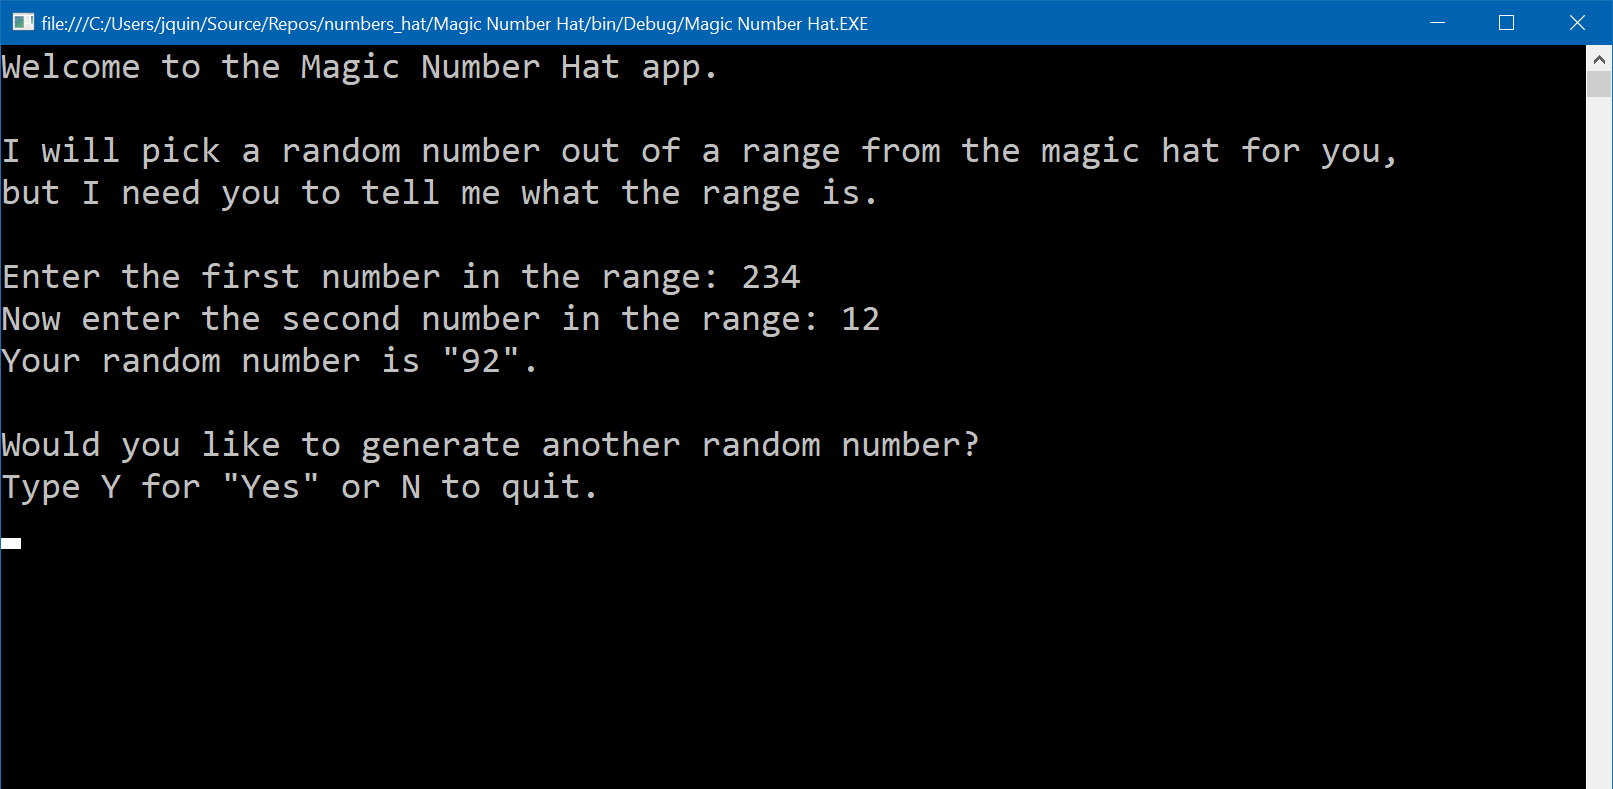 file:///C:/Users/jquin/Source/Repos/numbers_hat/Magic Number Hat/bin/Debug/Magic Number Hat.EXE
Welcome to the Magic Number Hat app.
I will pick a random number out of a range from the magic hat for you,
but I need you to tell me what the range is.
Enter the first number in the range: 234
Now enter the second number in the range: 12
Your random number is "92".
Would you like to generate another random number?
Type Y for "Yes" or N to quit.